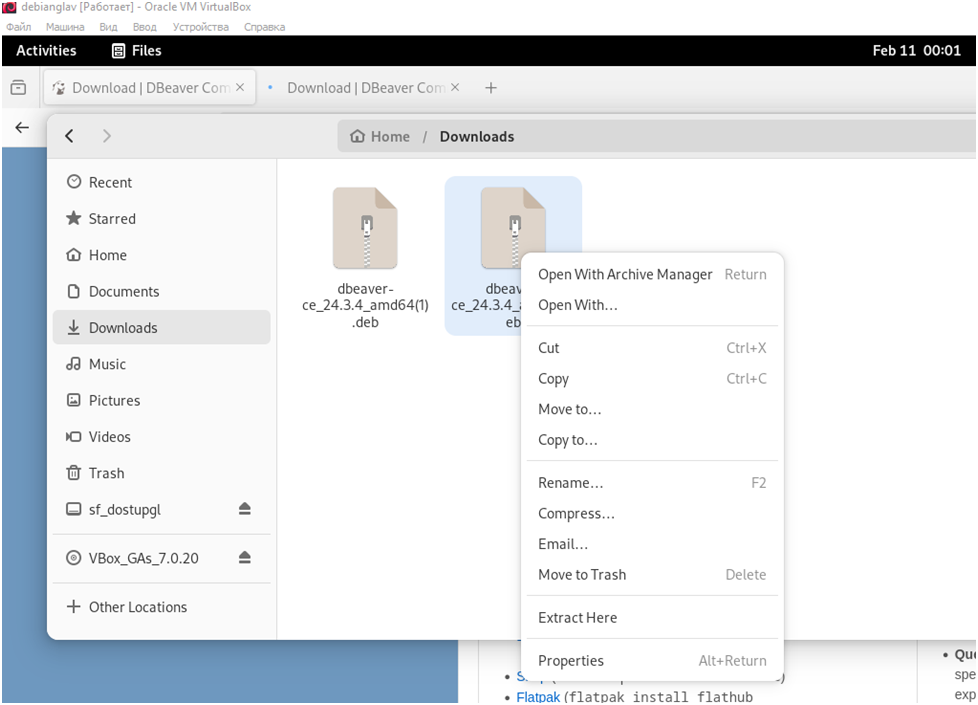 debianglav [Работает] - Oracle VM VirtualBox
Файл Машина Вид Ввод Устройства Справка
Activities Files Feb 11 00:01
Download | DBeaver Com × Download | DBeaver Com × +
Home / Downloads
Recent
Starred
Home
Documents
Downloads
Music
Pictures
Videos
Trash
sf_dostupgl
VBox_GAs_7.0.20
+ Other Locations
dbeaver-
ce_24.3.4_amd64(1)
.deb
dbeav
ce_24.3.4_
eb
Open With Archive Manager Return
Open With…
Cut Ctrl+X
Copy Ctrl+C
Move to…
Copy to…
Rename… F2
Compress…
Email…
Move to Trash Delete
Extract Here
Properties Alt+Return
• Flatpak (flatpak install flathub
• Que
spe
exp